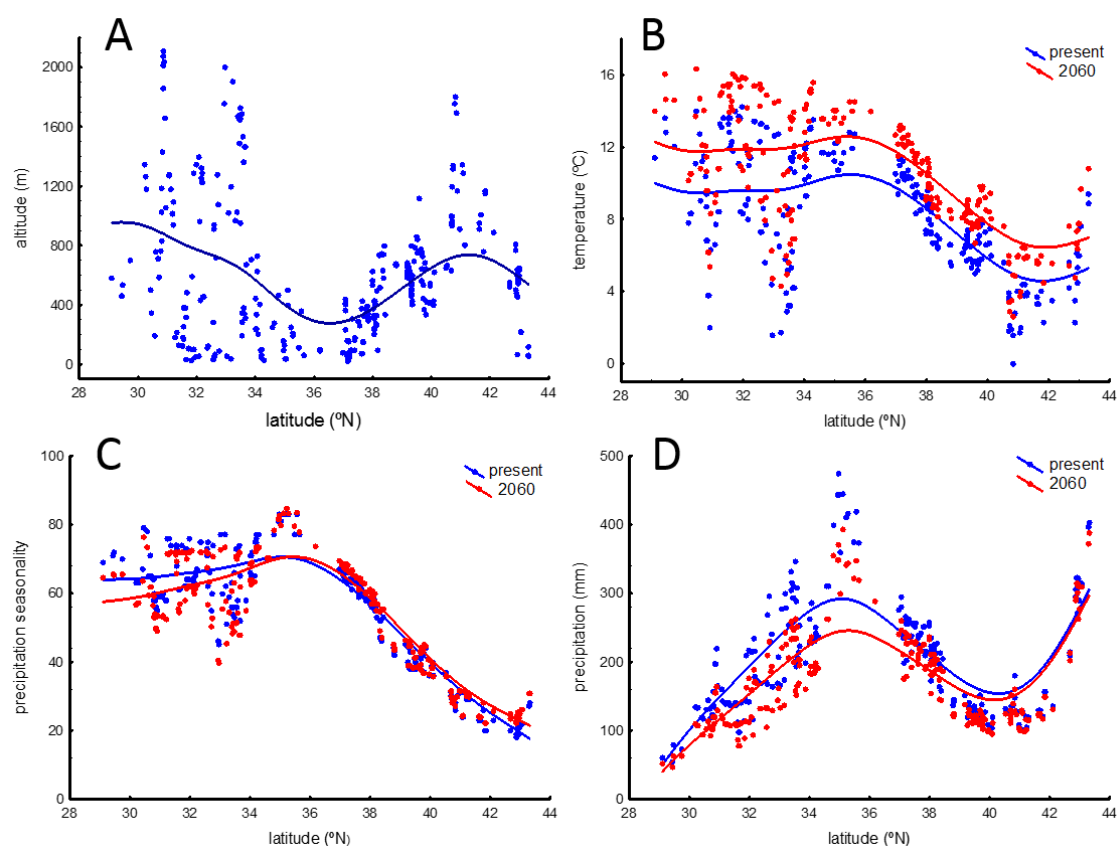 A
altitude (m)
2000
1600
1200
800
400
0
28 30 32 34 36 38 40 42 44
latitude (ºN)
B
present
2060
temperature (ºC)
16
12
8
4
0
28 30 32 34 36 38 40 42 44
latitude (ºN)
C
present
2060
precipitation seasonality
100
80
60
40
20
0
28 30 32 34 36 38 40 42 44
latitude (ºN)
D
present
2060
precipitation (mm)
500
400
300
200
100
0
28 30 32 34 36 38 40 42 44
latitude (ºN)